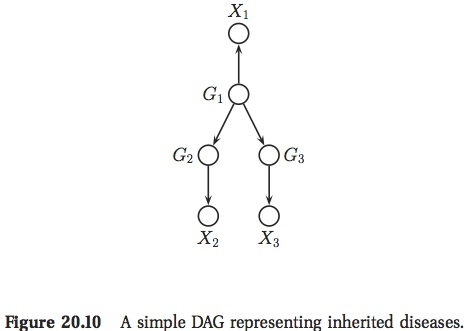 X₁
G₁
G₂ G₃
X₂ X₃
Figure 20.10 A simple DAG representing inherited diseases.